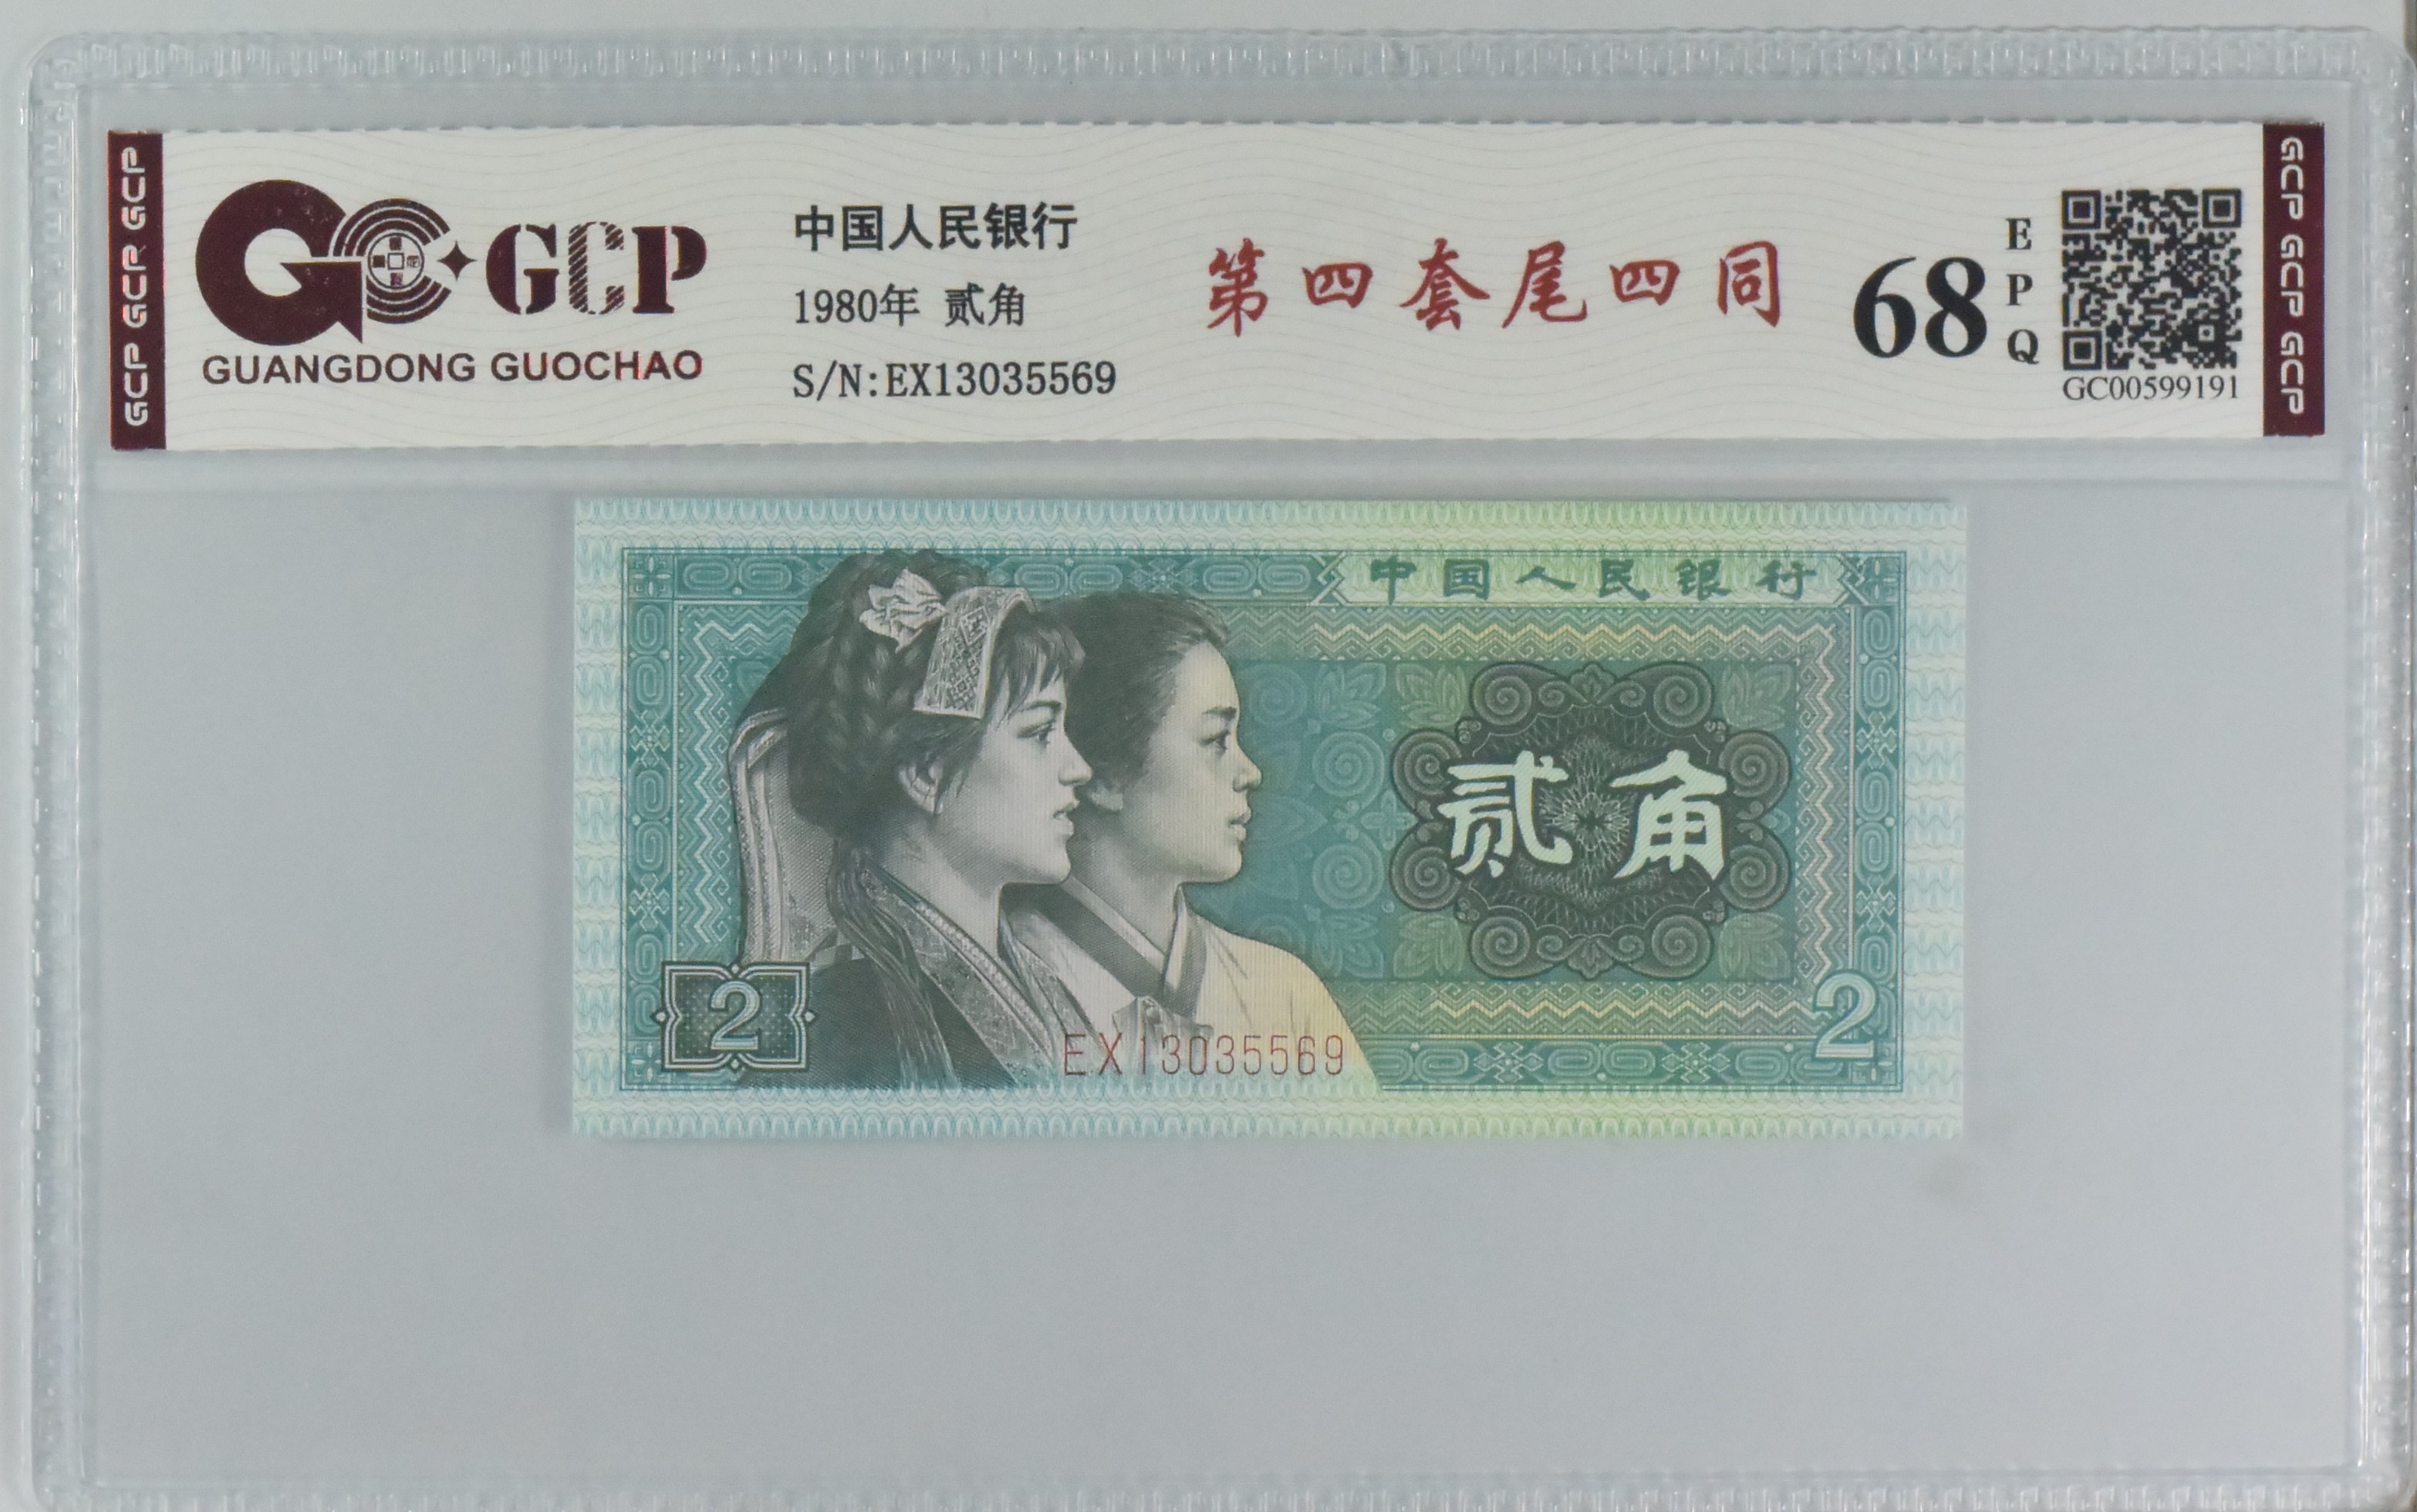 GCP GCP GCP
GCP
GUANGDONG GUOCHAO
中国人民银行
1980年 贰角
S/N:EX13035569
第四套尾四同
68
E
P
Q
GC00599191
GCP GCP GCP
中国人民银行
贰角
2
2
EX13035569